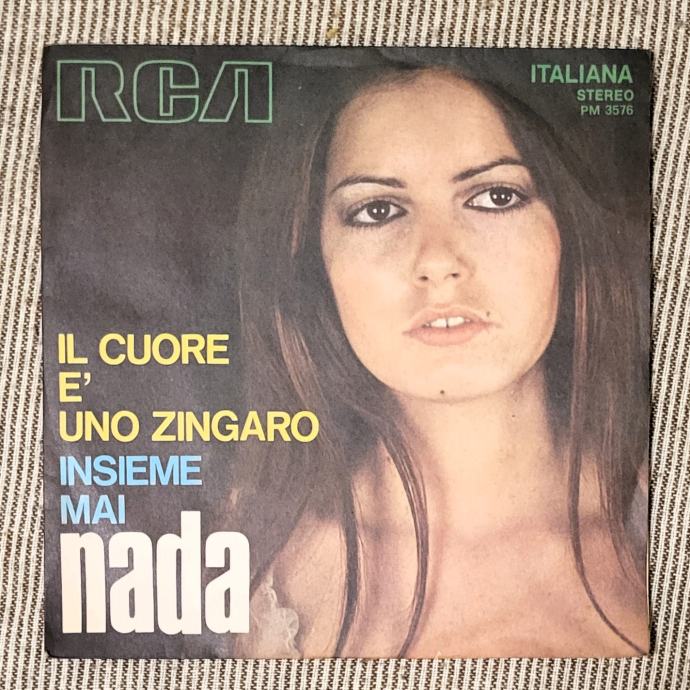 RCA
ITALIANA
STEREO
PM 3576
IL CUORE
E'
UNO ZINGARO
INSIEME
MAI
nada